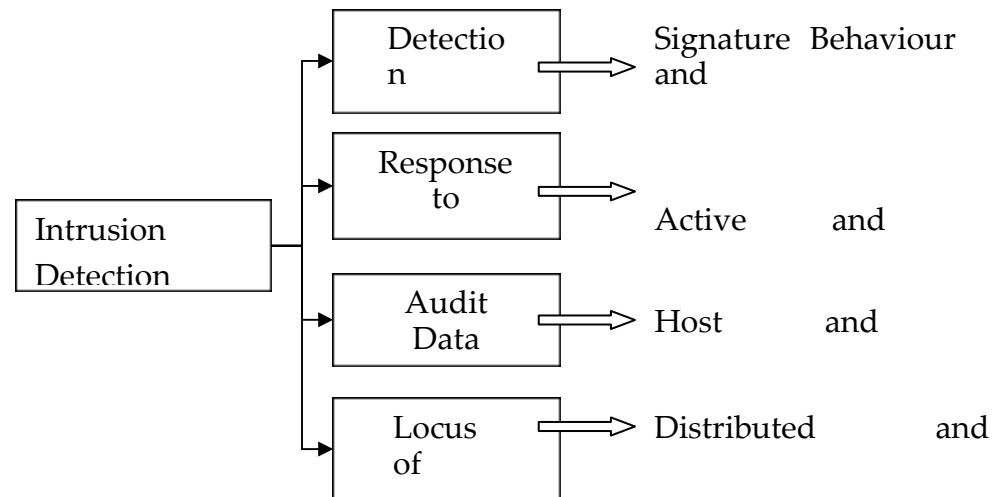 Detectio
n
Signature Behaviour
and
Response
to
Active and
Intrusion
Detection
Audit
Data
Host and
Locus
of
Distributed and